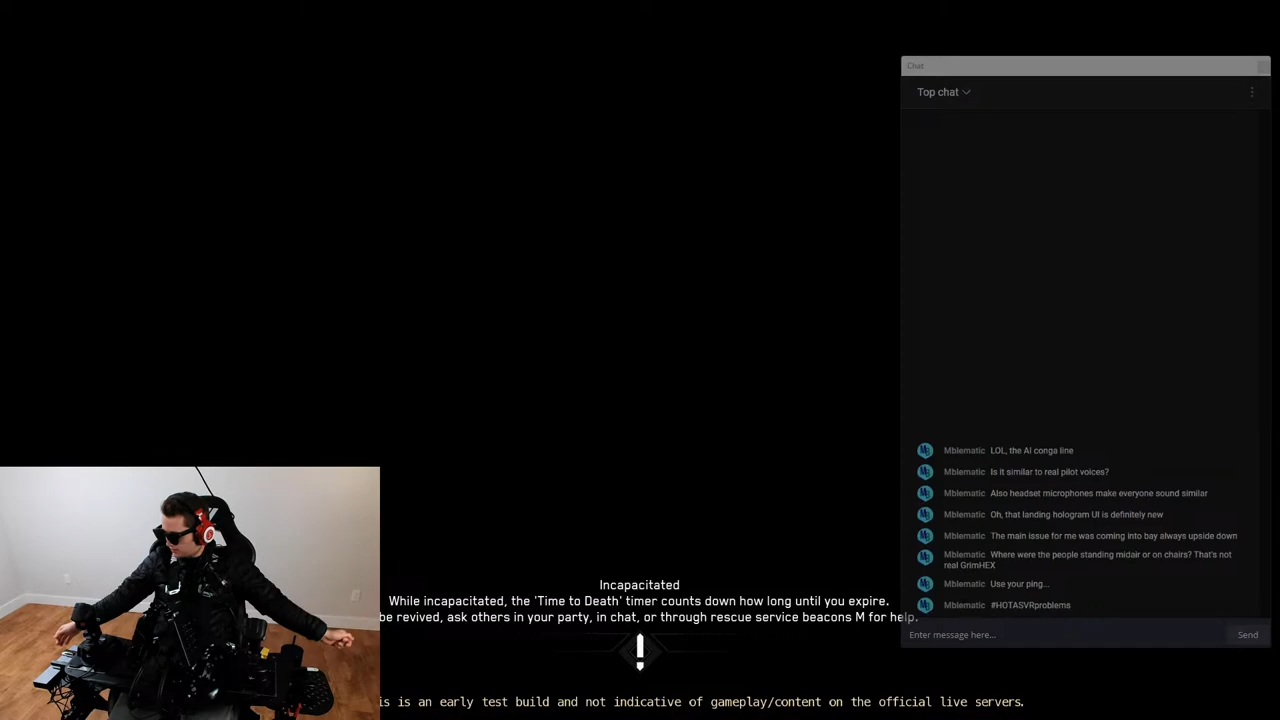 Chat
Top chat
Mblematic LOL, the AI conga line
Mblematic Is it similar to real pilot voices?
Mblematic Also headset microphones make everyone sound similar
Mblematic Oh, that landing hologram UI is definitely new
Mblematic The main issue for me was coming into bay always upside down
Mblematic Where were the people standing midair or on chairs? That's not
real GrimHEX
Mblematic Use your ping...
Mblematic #HOTASVRproblems
Enter message here...
Send
Incapacitated
While incapacitated, the 'Time to Death' timer counts down how long until you expire.
be revived, ask others in your party, in chat, or through rescue service beacons M for help.
is is an early test build and not indicative of gameplay/content on the official live servers.